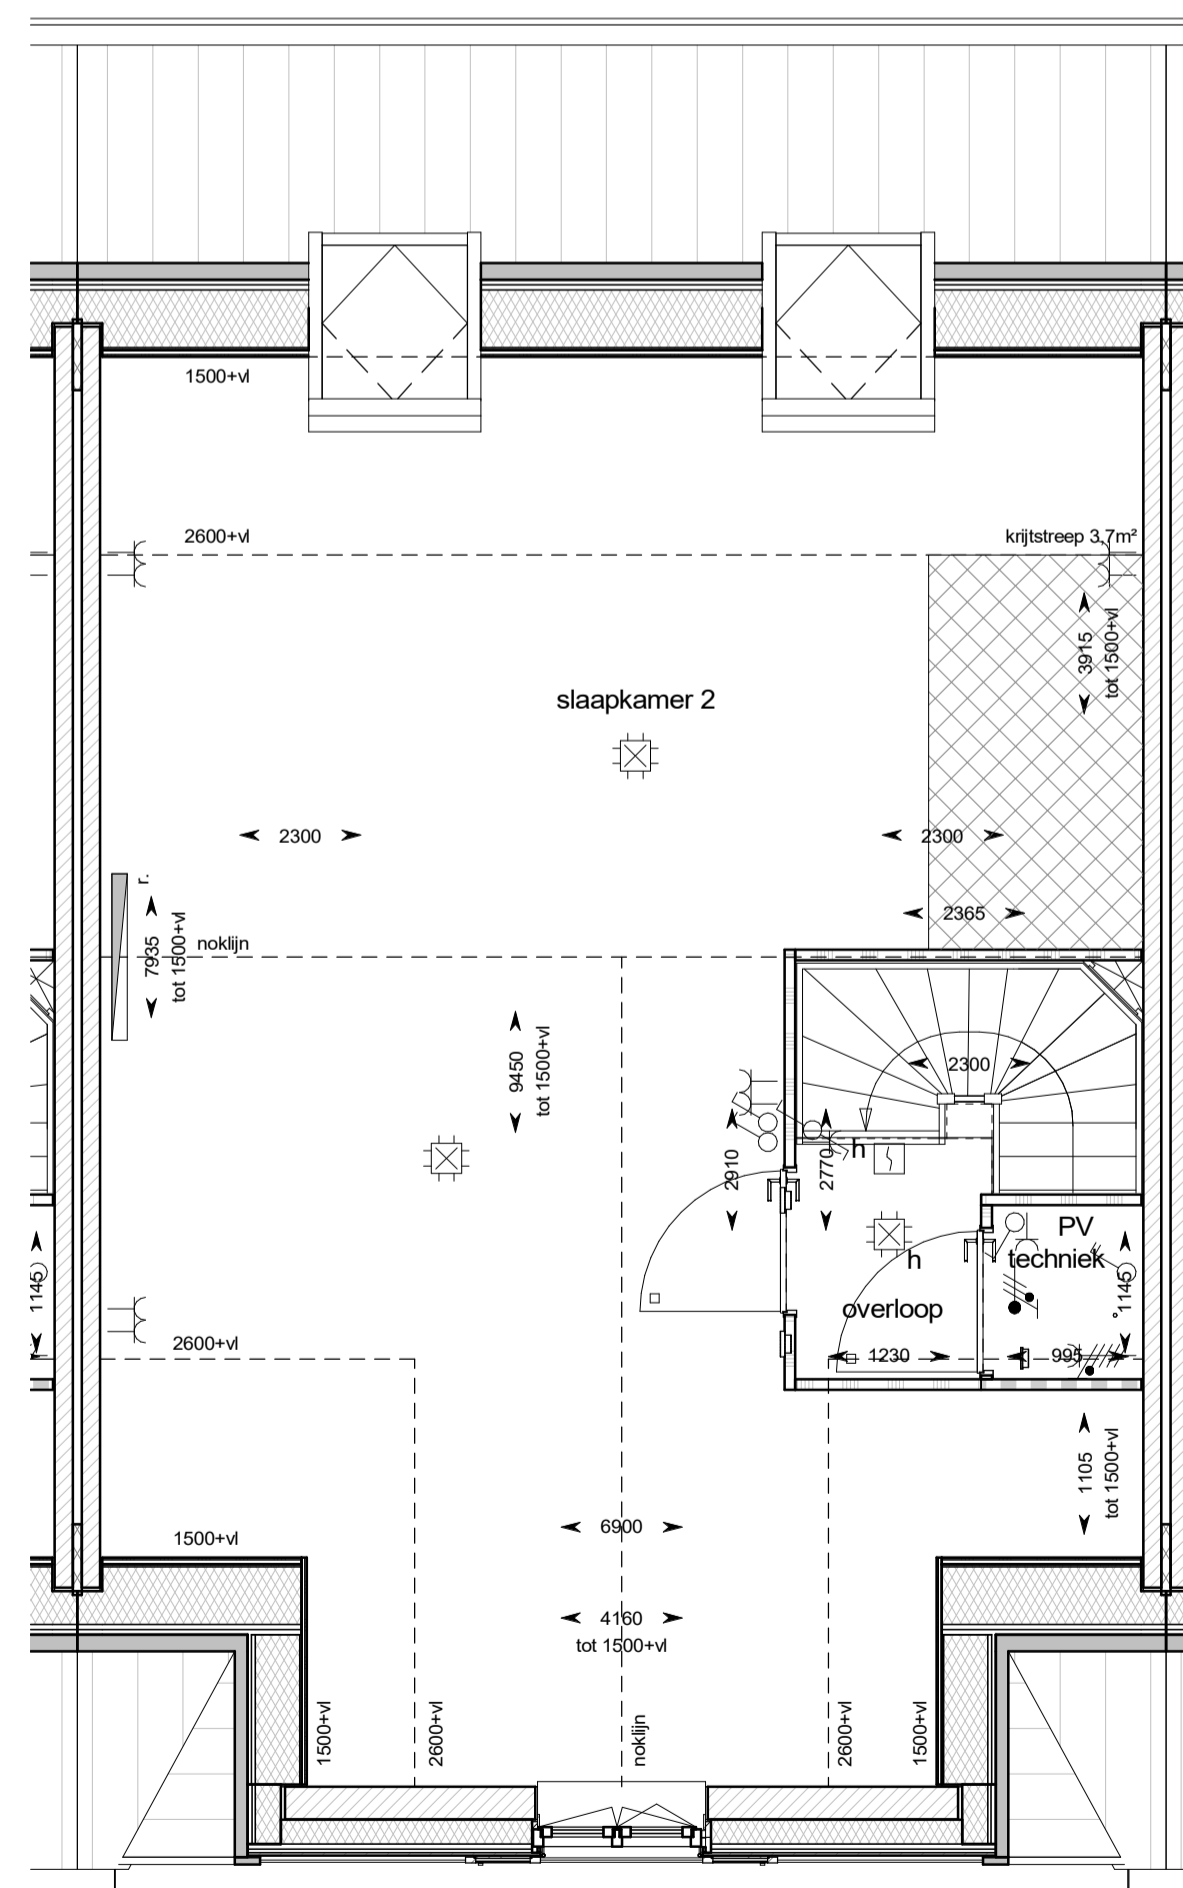 1500+vl
2600+vl
krijtstreep 3,7m²
3915
tot 1500+vl
slaapkamer 2
2300
2300
2365
r.
7935
tot 1500+vl
noklijn
9450
tot 1500+vl
2300
2910
2770
h
PV
techniek
h
1145
1145
overloop
2600+vl
1230
995
1105
tot 1500+vl
6900
1500+vl
4160
tot 1500+vl
1500+vl
2600+vl
noklijn
2600+vl
1500+vl